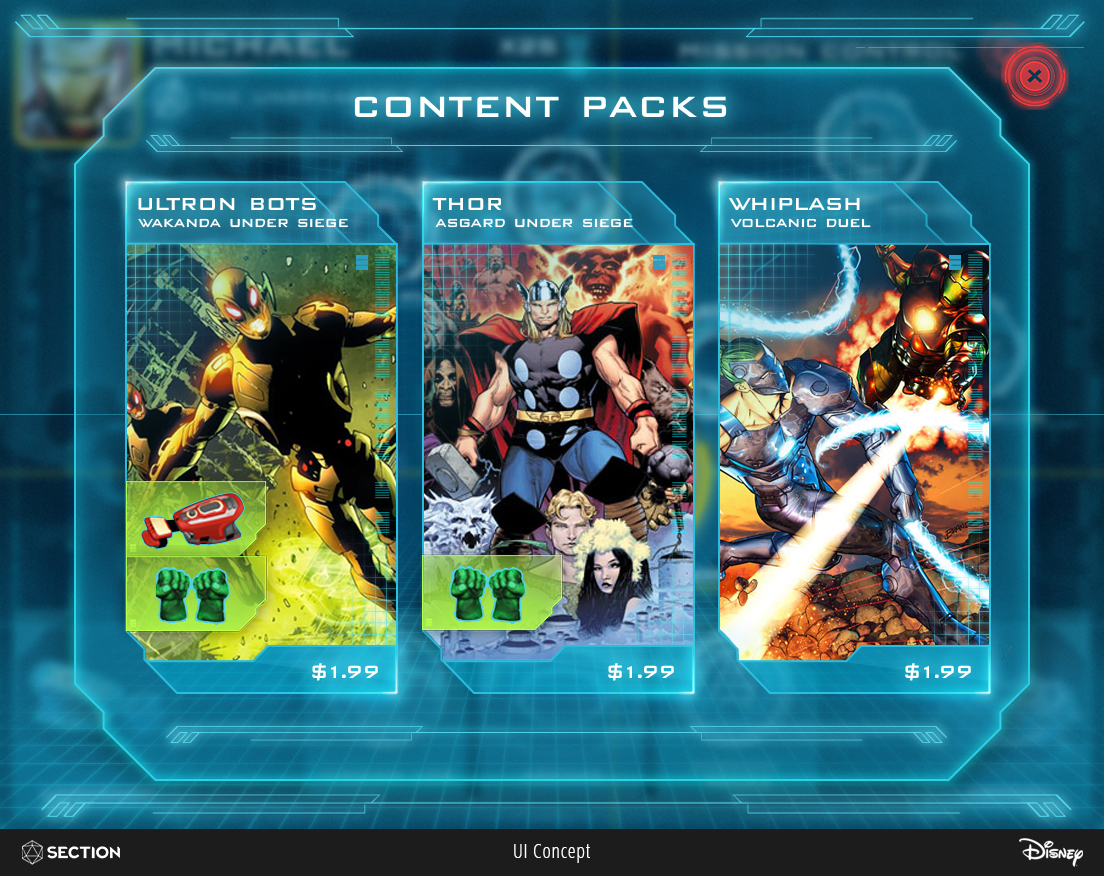 MICHAEL
X25
MISSION CONTROL
CONTENT PACKS
ULTRON BOTS
WAKANDA UNDER SIEGE
THOR
ASGARD UNDER SIEGE
WHIPLASH
VOLCANIC DUEL
$1.99
$1.99
$1.99
SECTION
UI Concept
Disney